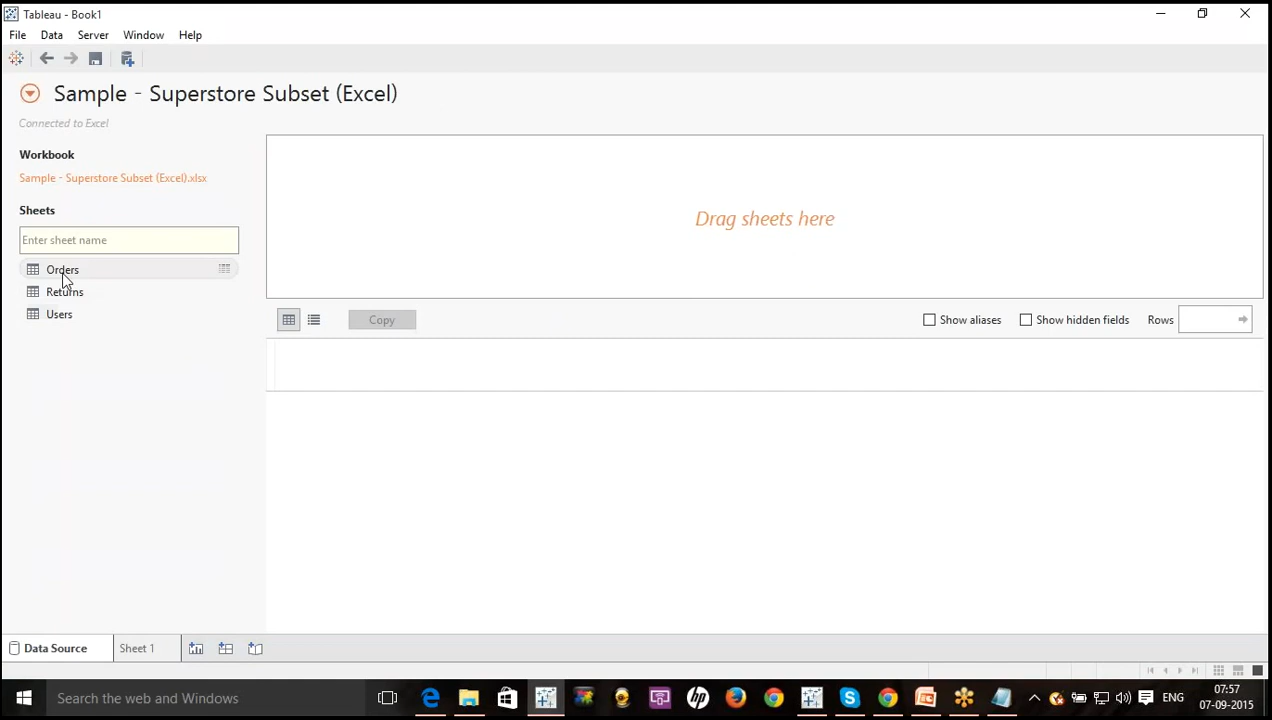 Tableau - Book1
File Data Server Window Help
Sample - Superstore Subset (Excel)
Connected to Excel
Workbook
Sample - Superstore Subset (Excel).xlsx
Sheets
Enter sheet name
Orders
Returns
Users
Drag sheets here
Copy
Show aliases
Show hidden fields
Rows
Data Source
Sheet 1
Search the web and Windows
ENG
07:57
07-09-2015